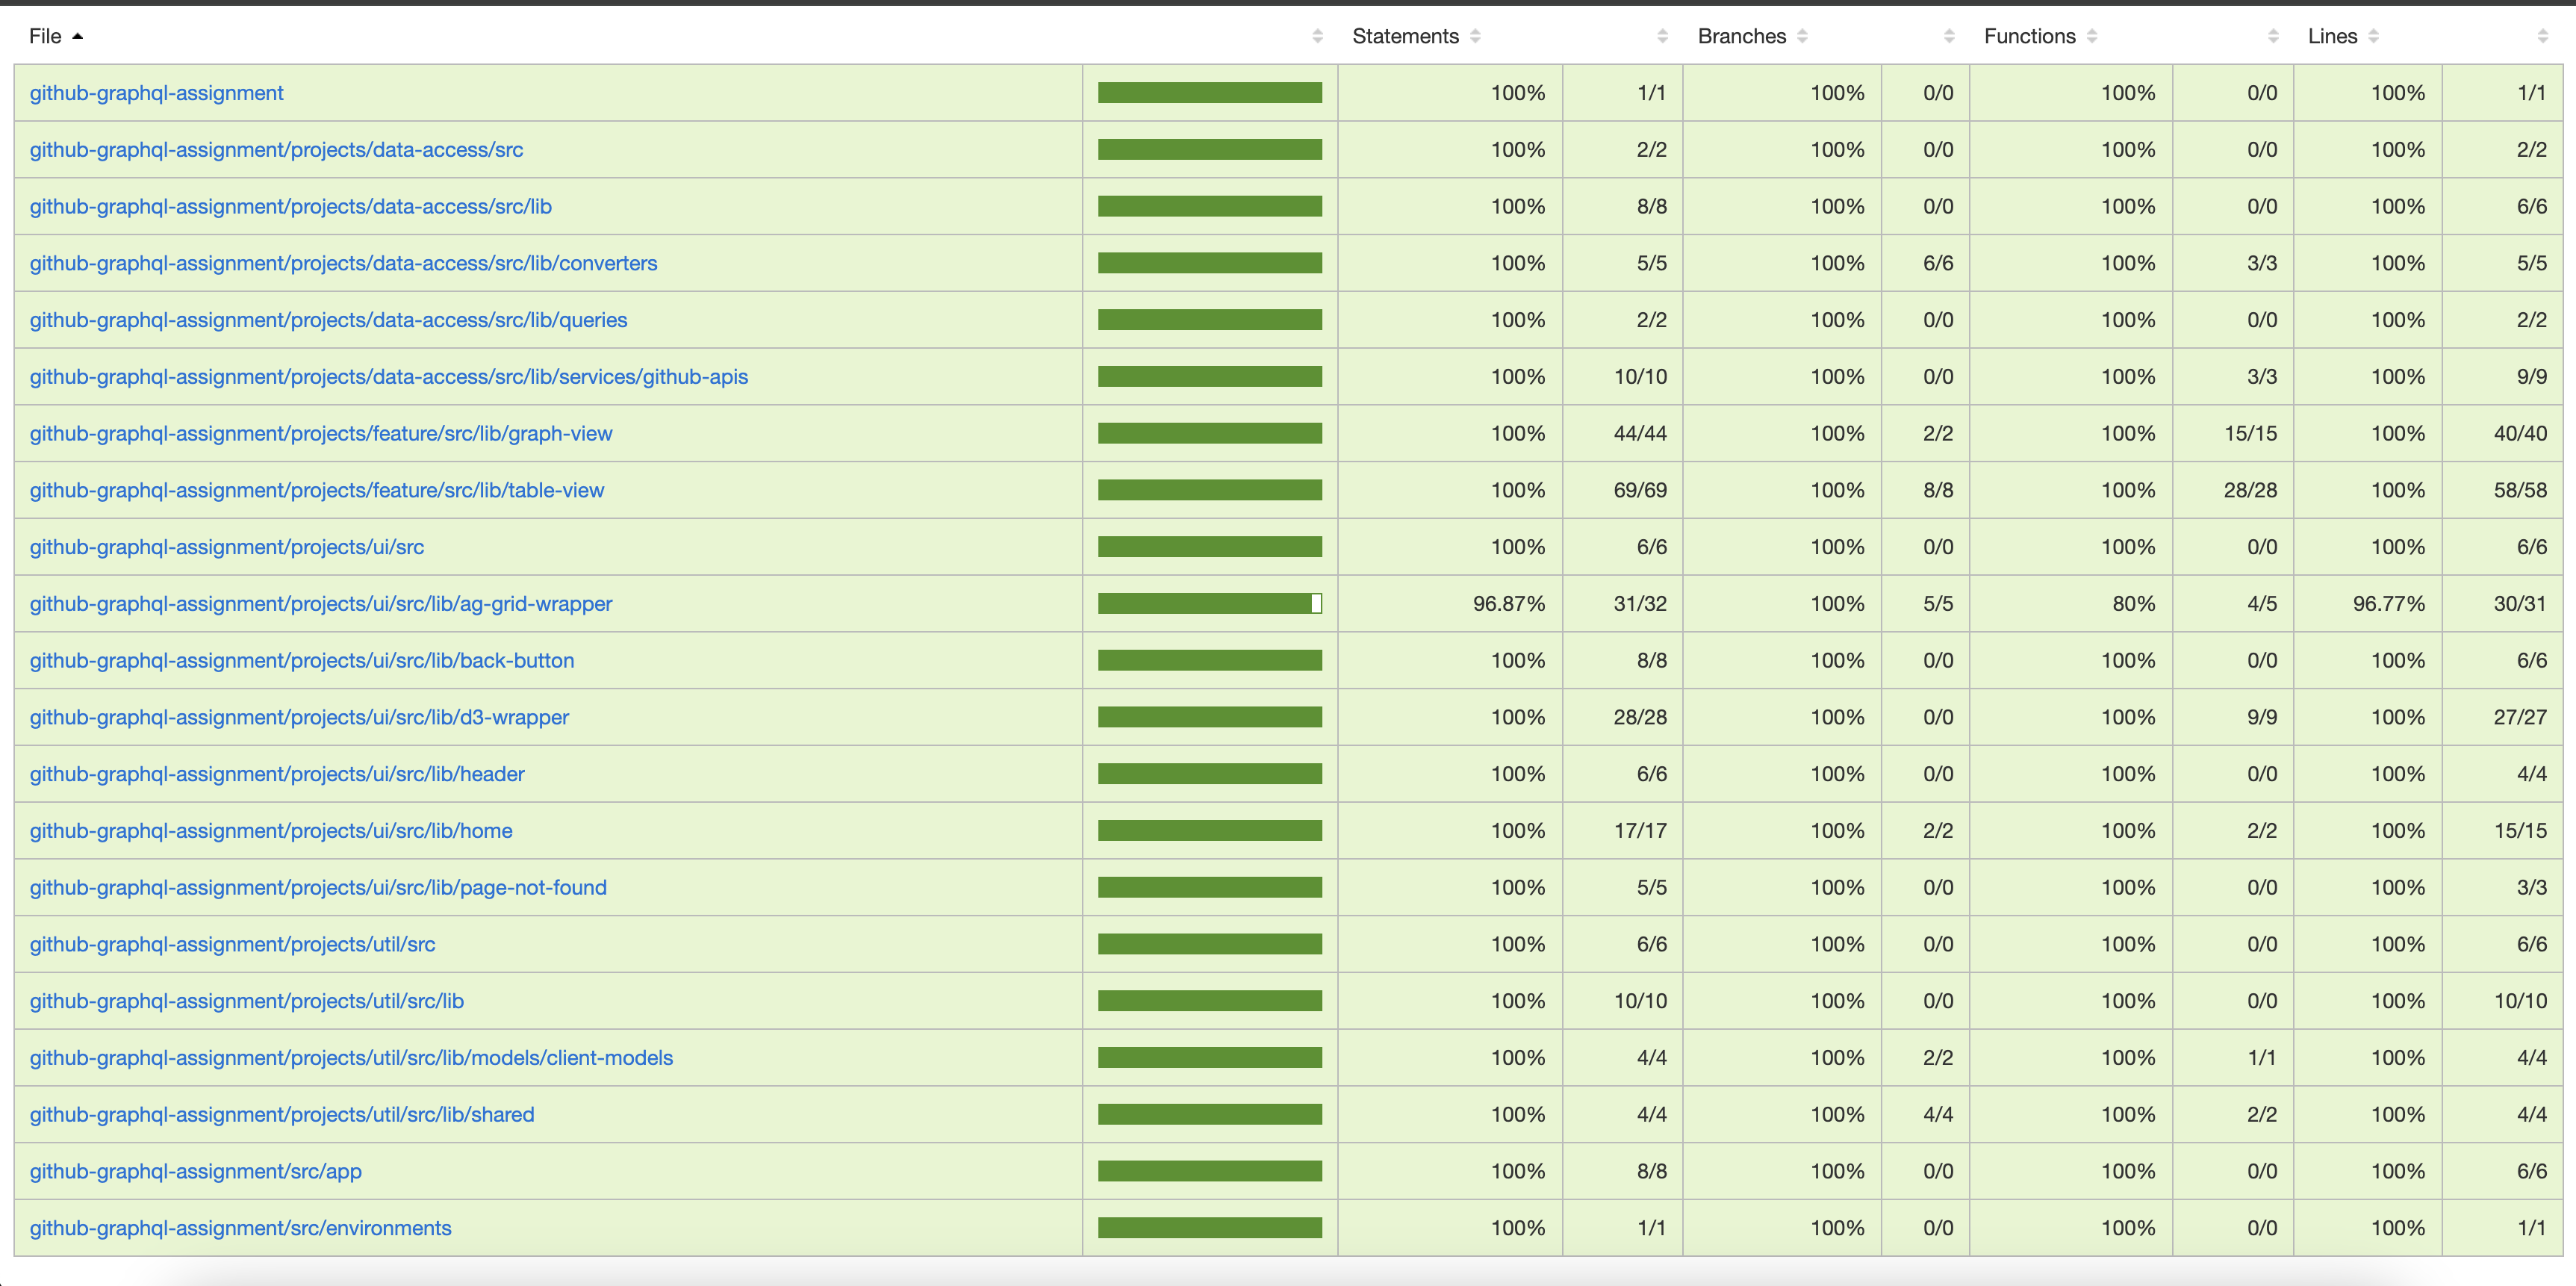 File Statements Branches Functions Lines
github-graphql-assignment 100% 1/1 100% 0/0 100% 0/0 100% 1/1
github-graphql-assignment/projects/data-access/src 100% 2/2 100% 0/0 100% 0/0 100% 2/2
github-graphql-assignment/projects/data-access/src/lib 100% 8/8 100% 0/0 100% 0/0 100% 6/6
github-graphql-assignment/projects/data-access/src/lib/converters 100% 5/5 100% 6/6 100% 3/3 100% 5/5
github-graphql-assignment/projects/data-access/src/lib/queries 100% 2/2 100% 0/0 100% 0/0 100% 2/2
github-graphql-assignment/projects/data-access/src/lib/services/github-apis 100% 10/10 100% 0/0 100% 3/3 100% 9/9
github-graphql-assignment/projects/feature/src/lib/graph-view 100% 44/44 100% 2/2 100% 15/15 100% 40/40
github-graphql-assignment/projects/feature/src/lib/table-view 100% 69/69 100% 8/8 100% 28/28 100% 58/58
github-graphql-assignment/projects/ui/src 100% 6/6 100% 0/0 100% 0/0 100% 6/6
github-graphql-assignment/projects/ui/src/lib/ag-grid-wrapper 96.87% 31/32 100% 5/5 80% 4/5 96.77% 30/31
github-graphql-assignment/projects/ui/src/lib/back-button 100% 8/8 100% 0/0 100% 0/0 100% 6/6
github-graphql-assignment/projects/ui/src/lib/d3-wrapper 100% 28/28 100% 0/0 100% 9/9 100% 27/27
github-graphql-assignment/projects/ui/src/lib/header 100% 6/6 100% 0/0 100% 0/0 100% 4/4
github-graphql-assignment/projects/ui/src/lib/home 100% 17/17 100% 2/2 100% 2/2 100% 15/15
github-graphql-assignment/projects/ui/src/lib/page-not-found 100% 5/5 100% 0/0 100% 0/0 100% 3/3
github-graphql-assignment/projects/util/src 100% 6/6 100% 0/0 100% 0/0 100% 6/6
github-graphql-assignment/projects/util/src/lib 100% 10/10 100% 0/0 100% 0/0 100% 10/10
github-graphql-assignment/projects/util/src/lib/models/client-models 100% 4/4 100% 2/2 100% 1/1 100% 4/4
github-graphql-assignment/projects/util/src/lib/shared 100% 4/4 100% 4/4 100% 2/2 100% 4/4
github-graphql-assignment/src/app 100% 8/8 100% 0/0 100% 0/0 100% 6/6
github-graphql-assignment/src/environments 100% 1/1 100% 0/0 100% 0/0 100% 1/1